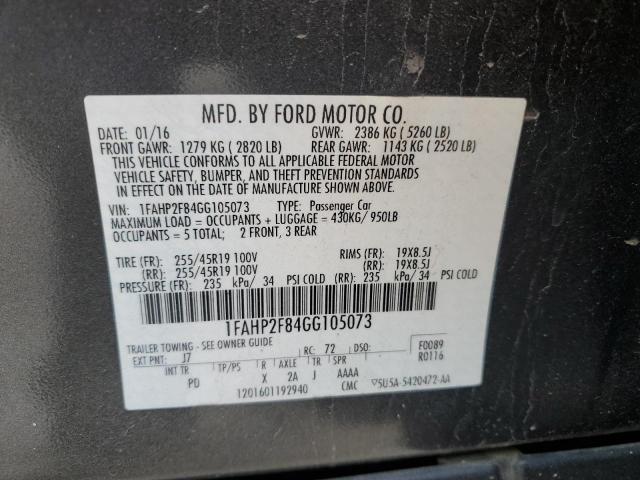 MFD. BY FORD MOTOR CO.
DATE: 01/16 GVWR: 2386 KG ( 5260 LB)
FRONT GAWR: 1279 KG ( 2820 LB) REAR GAWR: 1143 KG ( 2520 LB)
THIS VEHICLE CONFORMS TO ALL APPLICABLE FEDERAL MOTOR
VEHICLE SAFETY, BUMPER, AND THEFT PREVENTION STANDARDS
IN EFFECT ON THE DATE OF MANUFACTURE SHOWN ABOVE.
VIN: 1FAHP2F84GG105073 TYPE: Passenger Car
MAXIMUM LOAD = OCCUPANTS + LUGGAGE = 430KG/ 950LB
OCCUPANTS = 5 TOTAL; 2 FRONT, 3 REAR
TIRE (FR): 255/45R19 100V RIMS (FR): 19X8.5J
(RR): 255/45R19 100V (RR): 19X8.5J
PRESSURE (FR): 235 kPa/ 34 PSI COLD (RR): 235 kPa/ 34 PSI COLD
1FAHP2F84GG105073
TRAILER TOWING - SEE OWNER GUIDE
EXT PNT: J7 RC: 72 DSO: F0089
INT TR TP/PS R AXLE TR SPR R0116
PD X 2A J AAAA
1201601192940 CMC ▽5U5A-5420472-AA